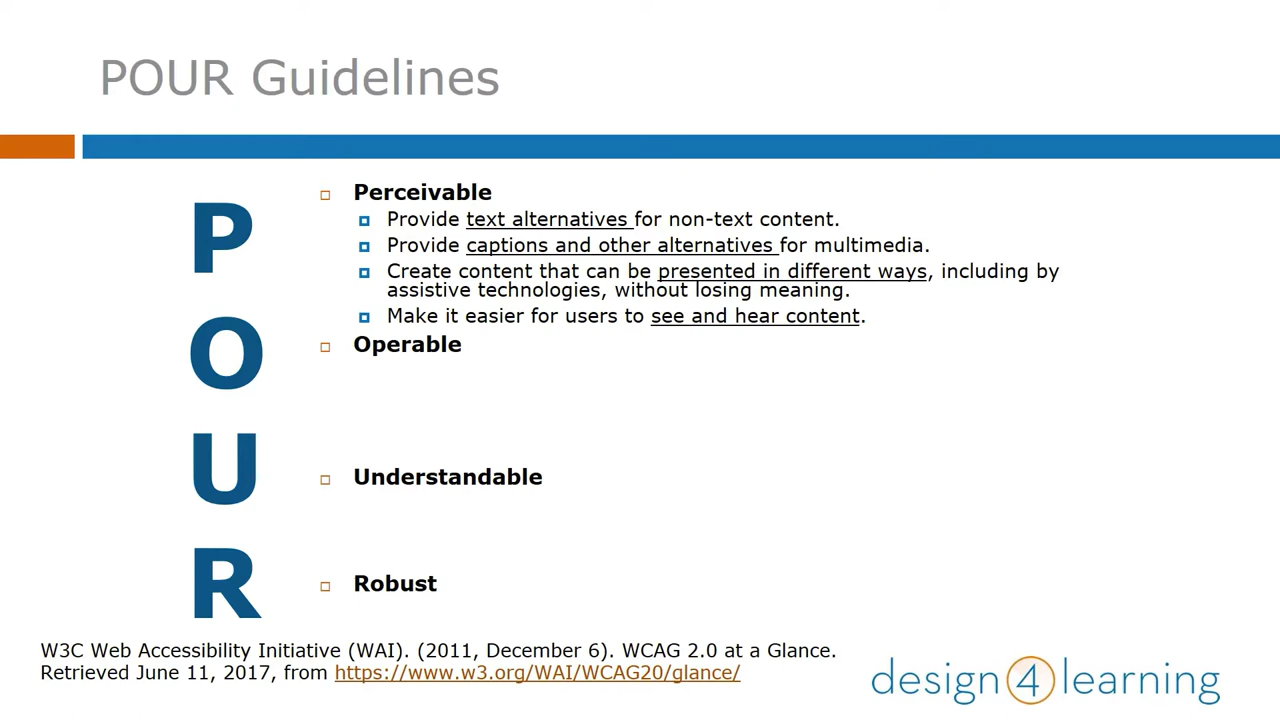 POUR Guidelines
P
O
U
R
Perceivable
Provide text alternatives for non-text content.
Provide captions and other alternatives for multimedia.
Create content that can be presented in different ways, including by
assistive technologies, without losing meaning.
Make it easier for users to see and hear content.
Operable
Understandable
Robust
W3C Web Accessibility Initiative (WAI). (2011, December 6). WCAG 2.0 at a Glance.
Retrieved June 11, 2017, from https://www.w3.org/WAI/WCAG20/glance/
design 4 learning